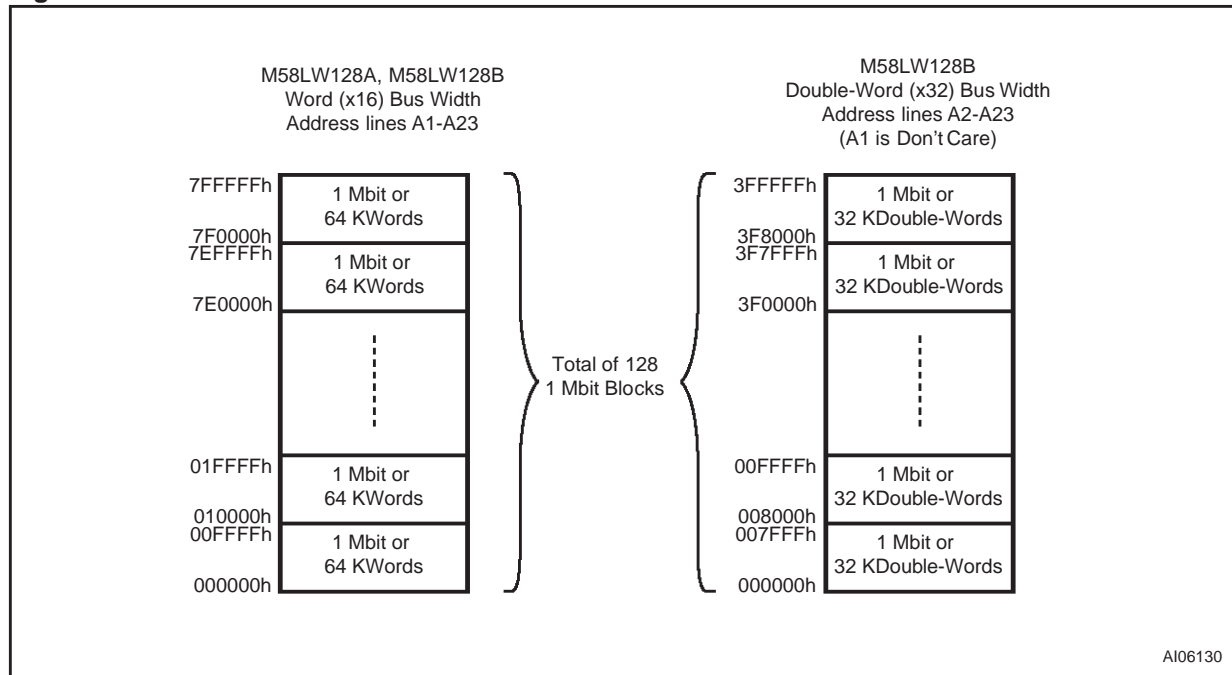 M58LW128A, M58LW128B
Word (x16) Bus Width
Address lines A1-A23
7FFFFFh
1 Mbit or
64 KWords
7F0000h
7EFFFFh
1 Mbit or
64 KWords
7E0000h
01FFFFh
1 Mbit or
64 KWords
010000h
00FFFFh
1 Mbit or
64 KWords
000000h
Total of 128
1 Mbit Blocks
M58LW128B
Double-Word (x32) Bus Width
Address lines A2-A23
(A1 is Don't Care)
3FFFFFh
1 Mbit or
32 KDouble-Words
3F8000h
3F7FFFh
1 Mbit or
32 KDouble-Words
3F0000h
00FFFFh
1 Mbit or
32 KDouble-Words
008000h
007FFFh
1 Mbit or
32 KDouble-Words
000000h
AI06130